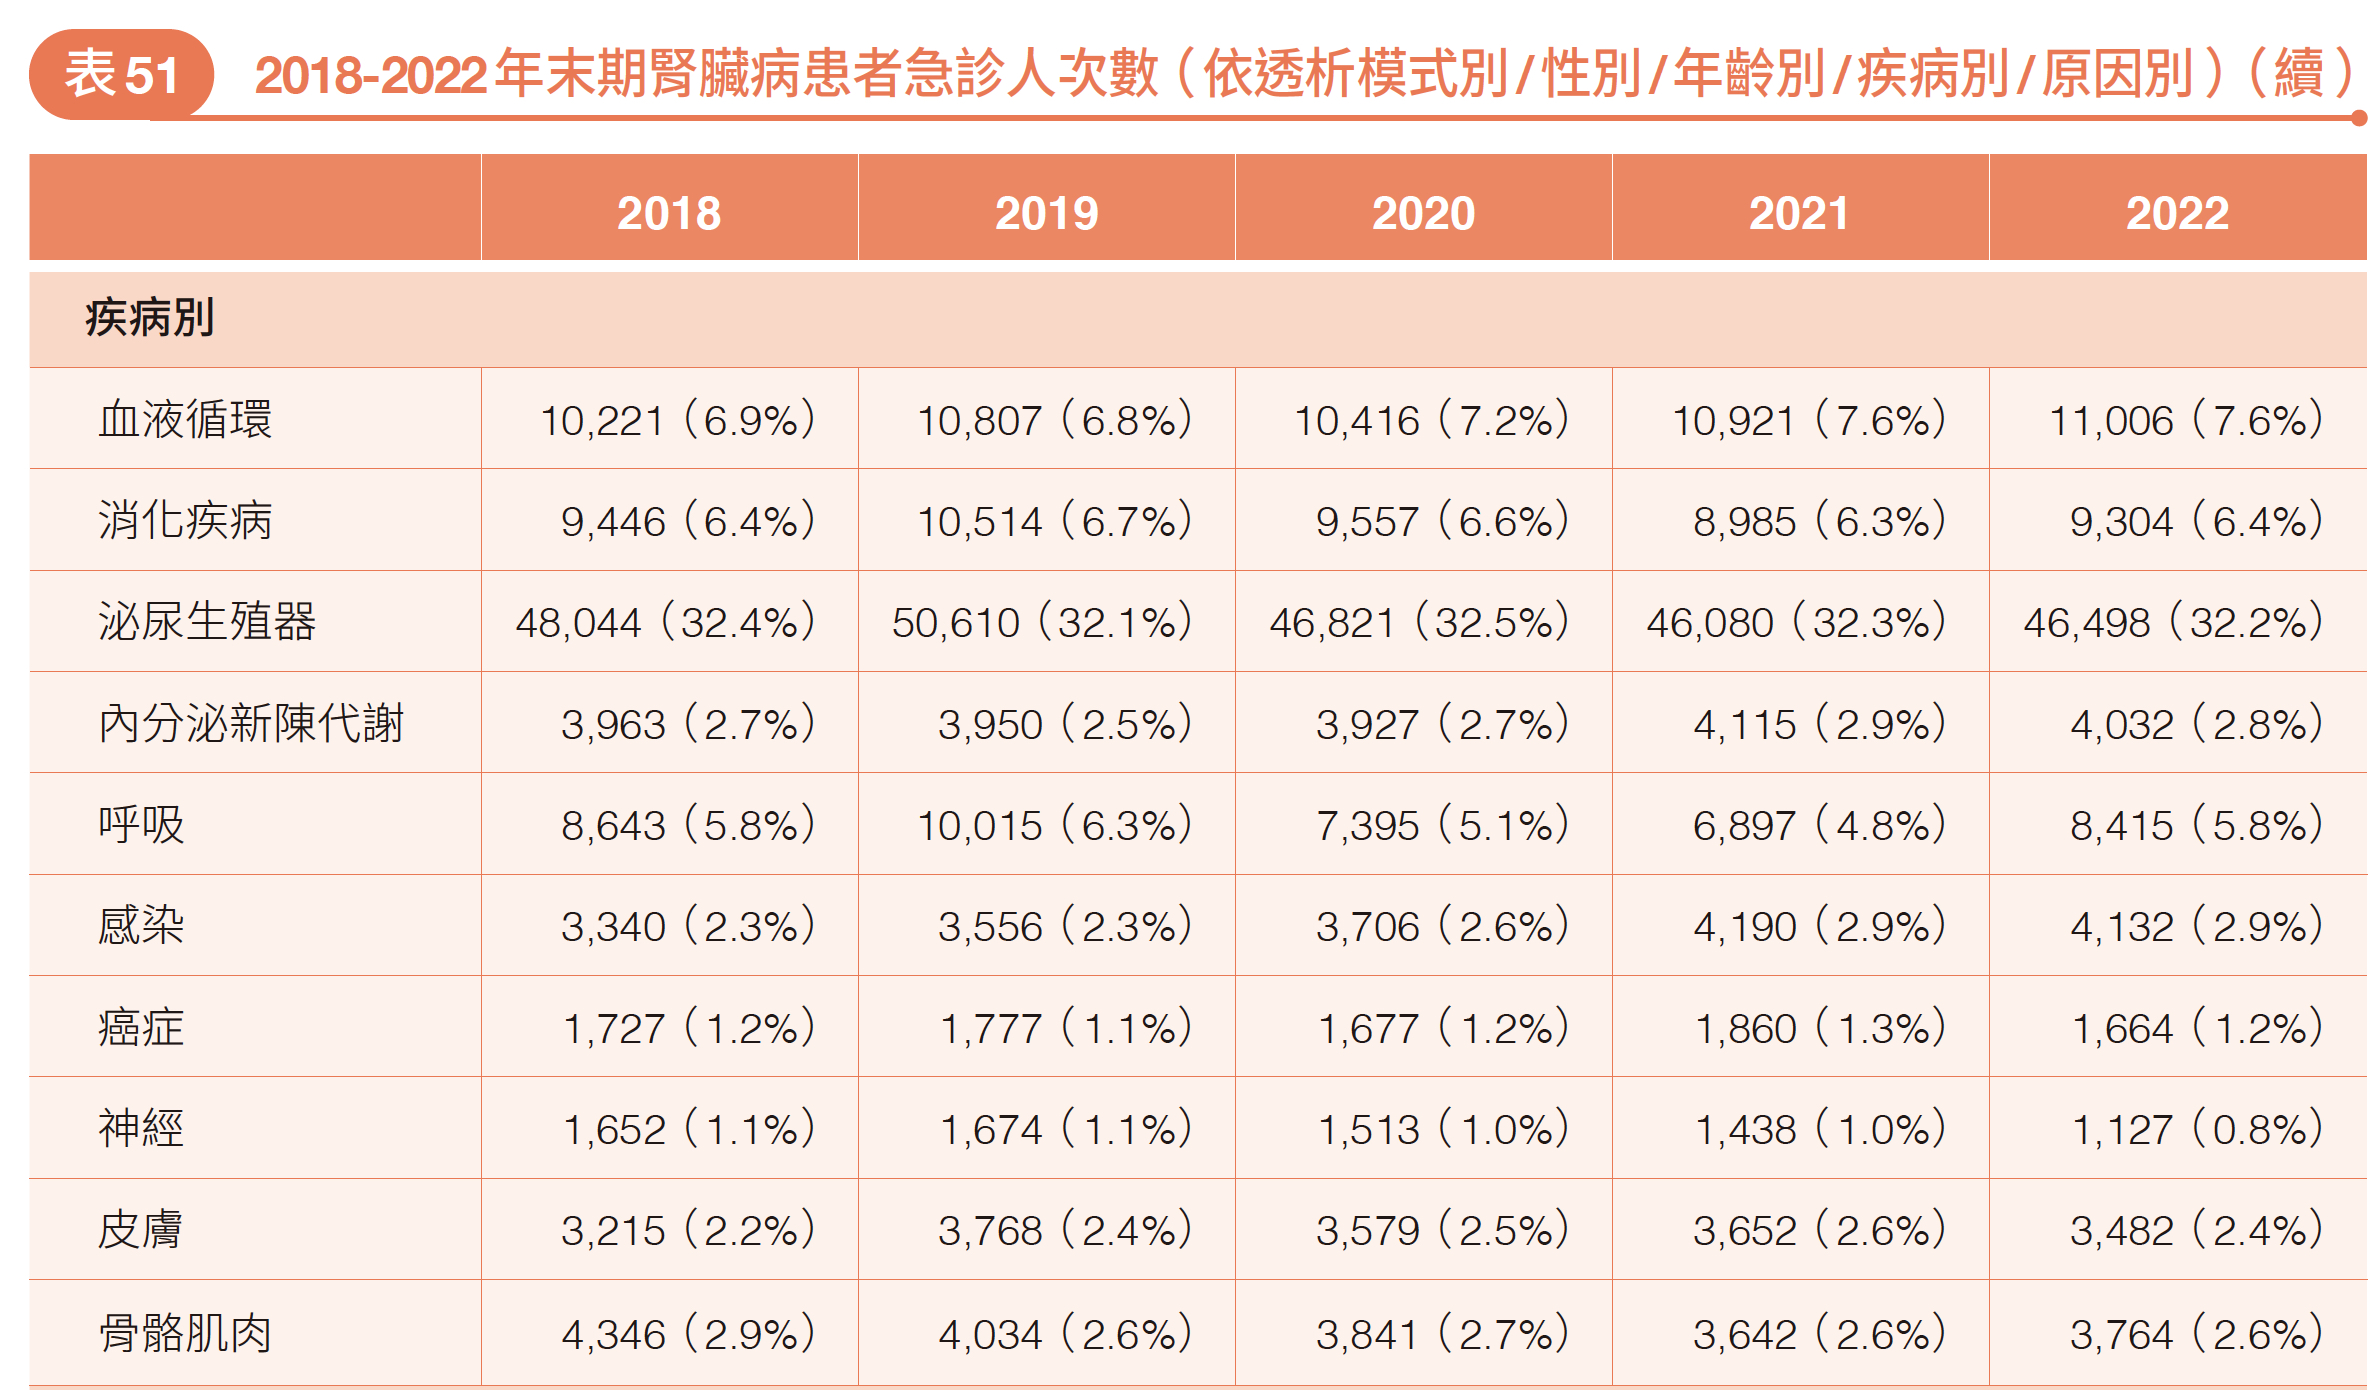 表51 2018-2022年末期腎臟病患者急診人次數（依透析模式別/性別/年齡別/疾病別/原因別）（續）
2018 2019 2020 2021 2022
疾病別
血液循環 10,221（6.9%） 10,807（6.8%） 10,416（7.2%） 10,921（7.6%） 11,006（7.6%）
消化疾病 9,446（6.4%） 10,514（6.7%） 9,557（6.6%） 8,985（6.3%） 9,304（6.4%）
泌尿生殖器 48,044（32.4%） 50,610（32.1%） 46,821（32.5%） 46,080（32.3%） 46,498（32.2%）
內分泌新陳代謝 3,963（2.7%） 3,950（2.5%） 3,927（2.7%） 4,115（2.9%） 4,032（2.8%）
呼吸 8,643（5.8%） 10,015（6.3%） 7,395（5.1%） 6,897（4.8%） 8,415（5.8%）
感染 3,340（2.3%） 3,556（2.3%） 3,706（2.6%） 4,190（2.9%） 4,132（2.9%）
癌症 1,727（1.2%） 1,777（1.1%） 1,677（1.2%） 1,860（1.3%） 1,664（1.2%）
神經 1,652（1.1%） 1,674（1.1%） 1,513（1.0%） 1,438（1.0%） 1,127（0.8%）
皮膚 3,215（2.2%） 3,768（2.4%） 3,579（2.5%） 3,652（2.6%） 3,482（2.4%）
骨骼肌肉 4,346（2.9%） 4,034（2.6%） 3,841（2.7%） 3,642（2.6%） 3,764（2.6%）